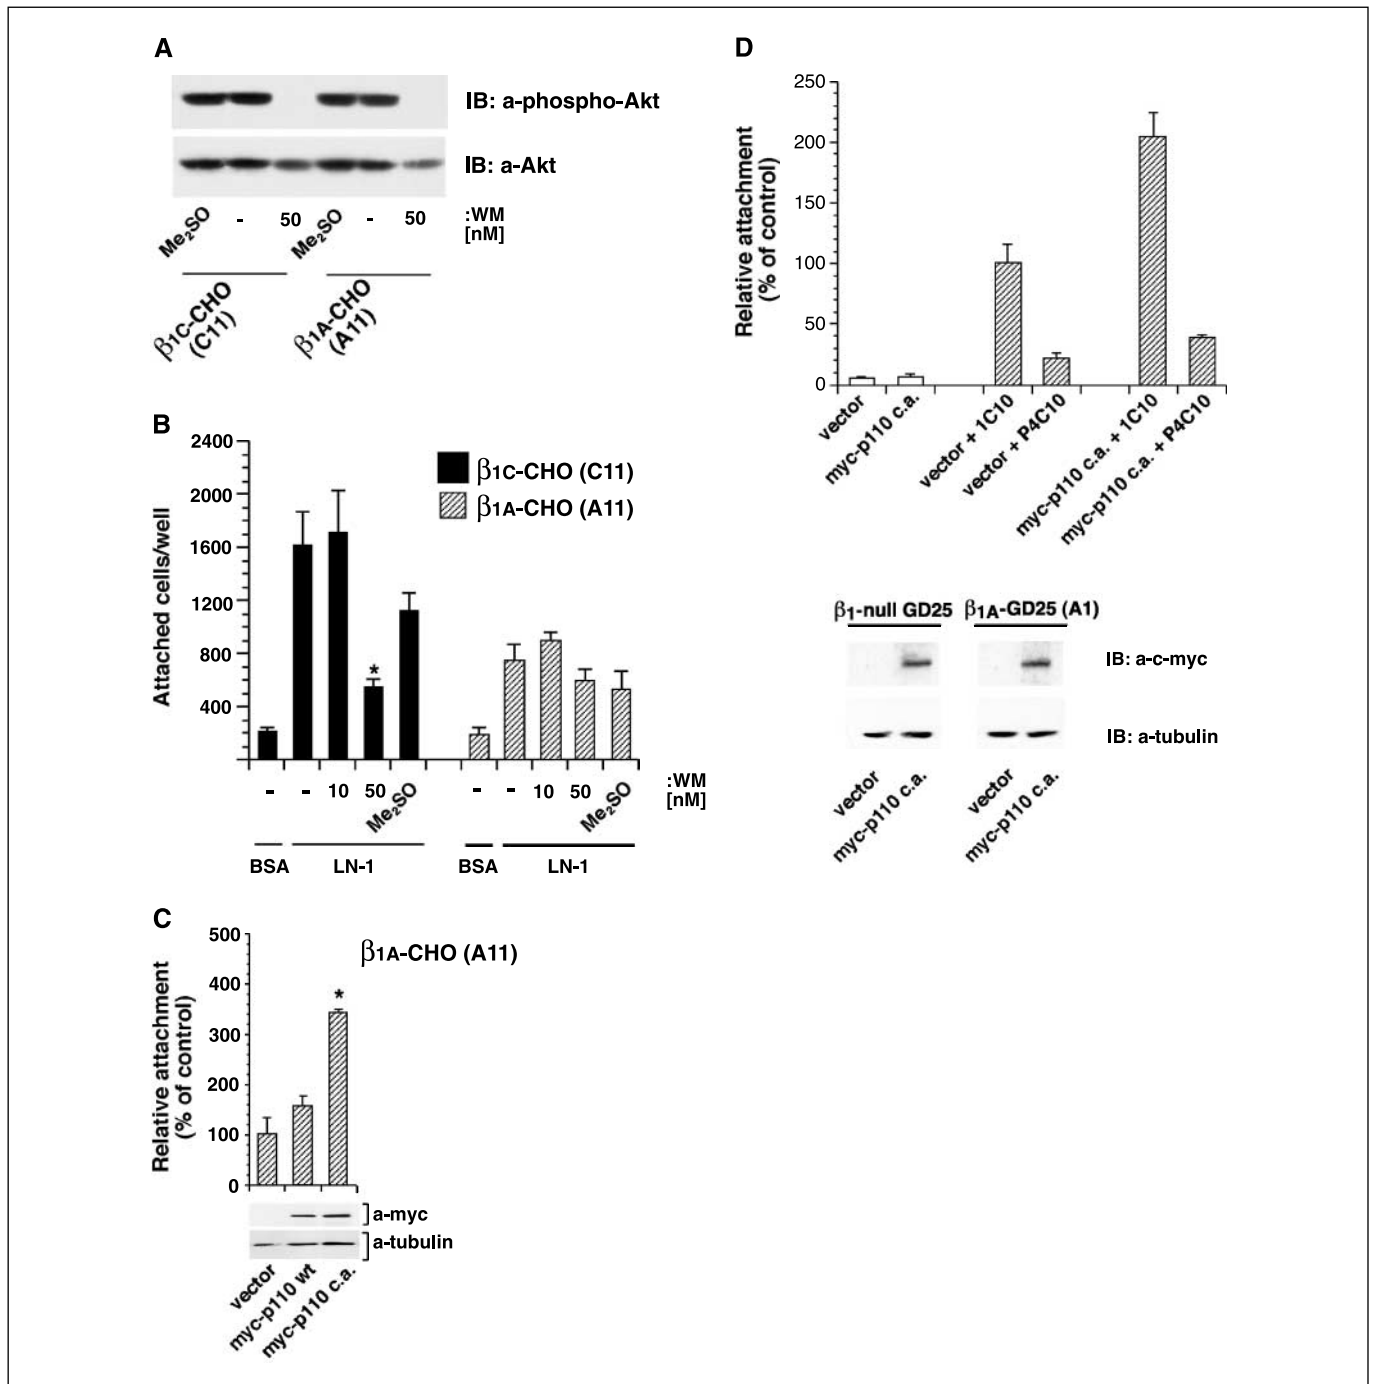 A
IB: a-phospho-Akt
IB: a-Akt
Me2SO - 50 Me2SO - 50 :WM
[nM]
β1C-CHO
(C11)
β1A-CHO
(A11)
B
Attached cells/well
2400
2000
1600
1200
800
400
*
β1C-CHO (C11)
β1A-CHO (A11)
- - 10 50 Me2SO - - 10 50 Me2SO :WM
[nM]
BSA LN-1 BSA LN-1
C
Relative attachment
(% of control)
500
400
300
200
100
0
*
β1A-CHO (A11)
a-myc
a-tubulin
vector
myc-p110 wt
myc-p110 c.a.
D
Relative attachment
(% of control)
250
200
150
100
50
0
vector
myc-p110 c.a.
vector + 1C10
vector + P4C10
myc-p110 c.a. + 1C10
myc-p110 c.a. + P4C10
β1-null GD25 β1A-GD25 (A1)
IB: a-c-myc
IB: a-tubulin
vector
myc-p110 c.a.
vector
myc-p110 c.a.